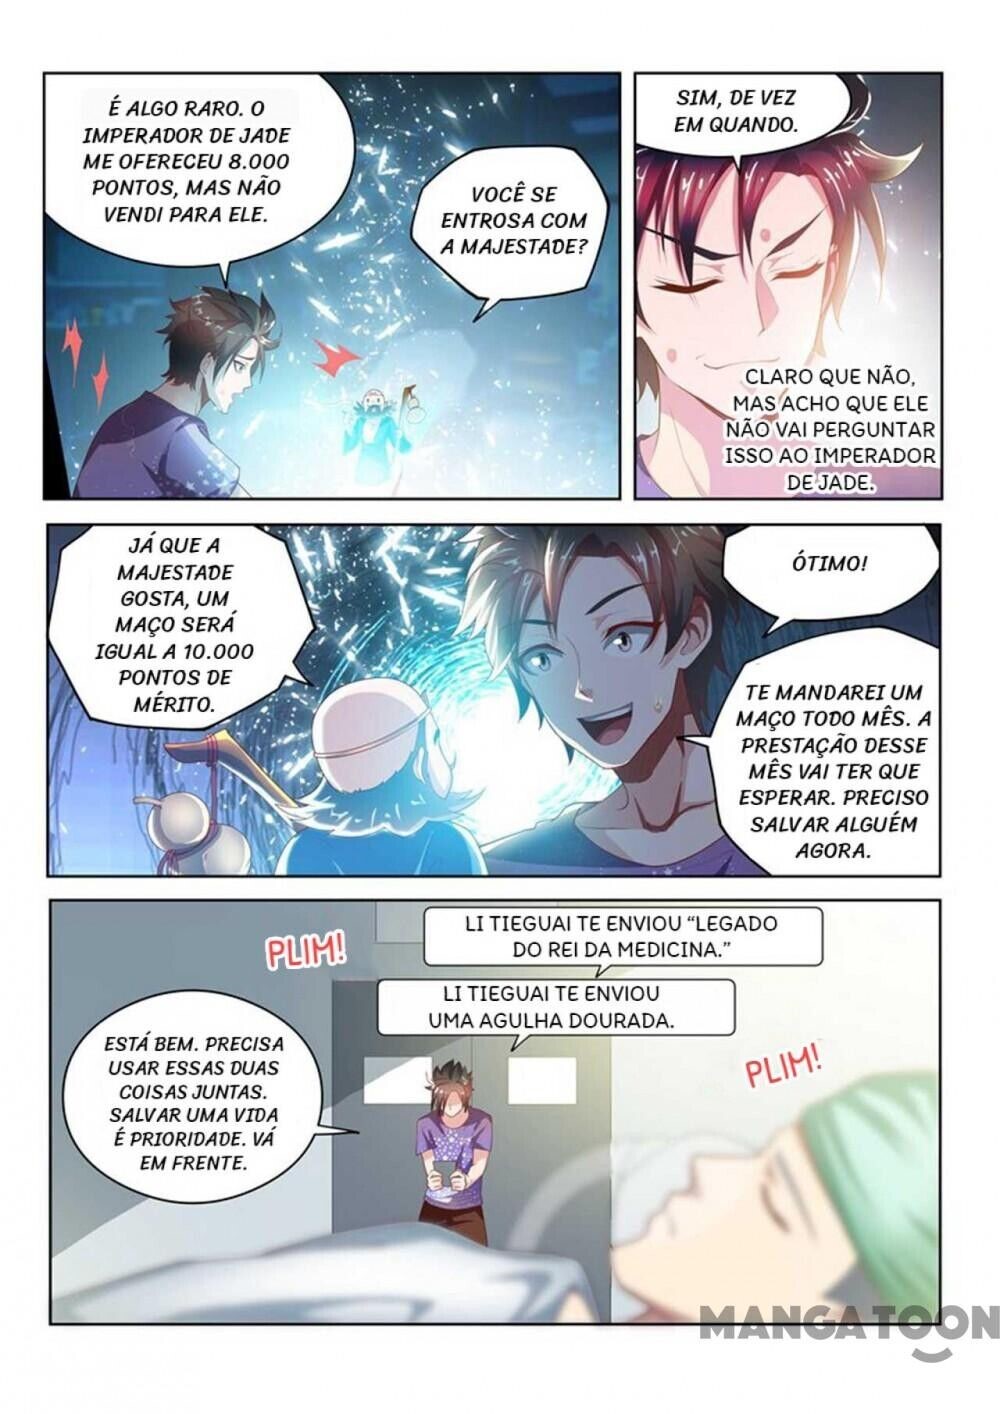 É ALGO RARO. O
IMPERADOR DE JADE
ME OFERECEU 8.000
PONTOS, MAS NÃO
VENDI PARA ELE.
VOCÊ SE
ENTROSA COM
A MAJESTADE?
SIM, DE VEZ
EM QUANDO.
CLARO QUE NÃO,
MAS ACHO QUE ELE
NÃO VAI PERGUNTAR
ISSO AO IMPERADOR
DE JADE.
JÁ QUE A
MAJESTADE
GOSTA, UM
MAÇO SERÁ
IGUAL A 10.000
PONTOS DE
MÉRITO.
ÓTIMO!
TE MANDAREI UM
MAÇO TODO MÊS. A
PRESTAÇÃO DESSE
MÊS VAI TER QUE
ESPERAR. PRECISO
SALVAR ALGUÉM
AGORA.
LI TIEGUAI TE ENVIOU “LEGADO
DO REI DA MEDICINA.”
PLIM!
LI TIEGUAI TE ENVIOU
UMA AGULHA DOURADA.
PLIM!
ESTÁ BEM. PRECISA
USAR ESSAS DUAS
COISAS JUNTAS.
SALVAR UMA VIDA
É PRIORIDADE. VÁ
EM FRENTE.
MANGATOON